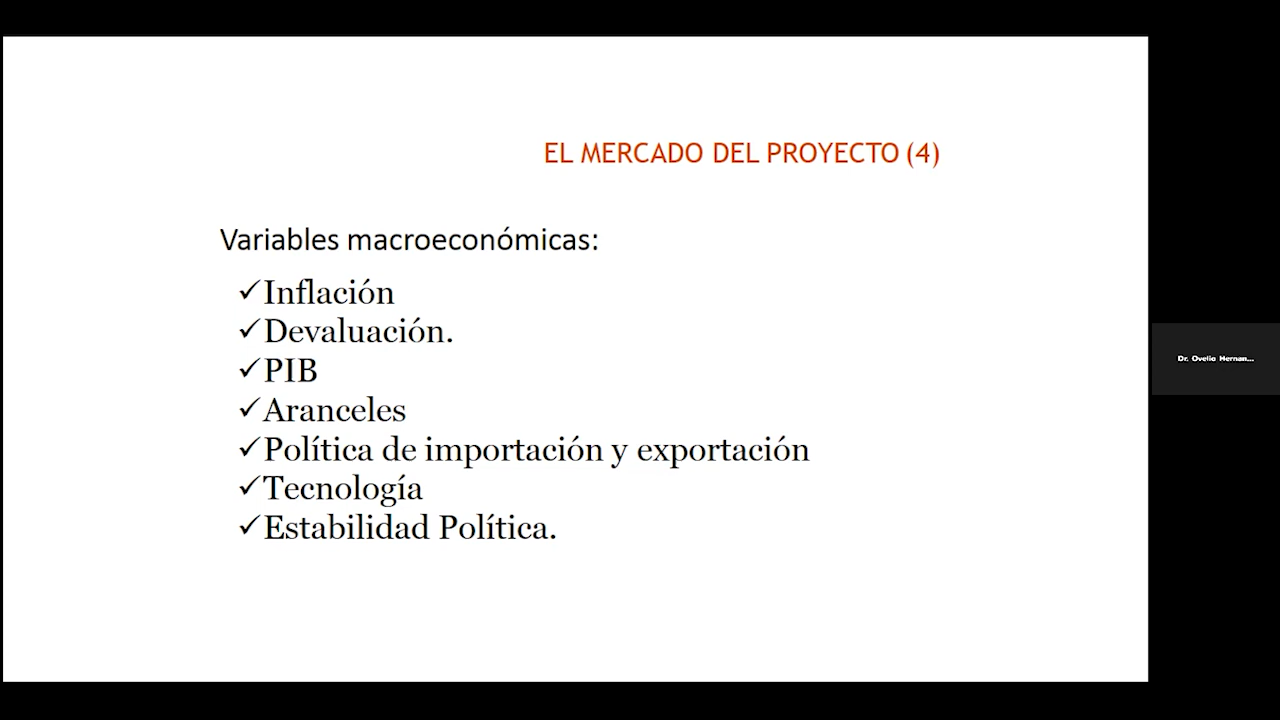 EL MERCADO DEL PROYECTO (4)
Variables macroeconómicas:
✓Inflación
✓Devaluación.
✓PIB
✓Aranceles
✓Política de importación y exportación
✓Tecnología
✓Estabilidad Política.
Dr. Ovelio Hernan...